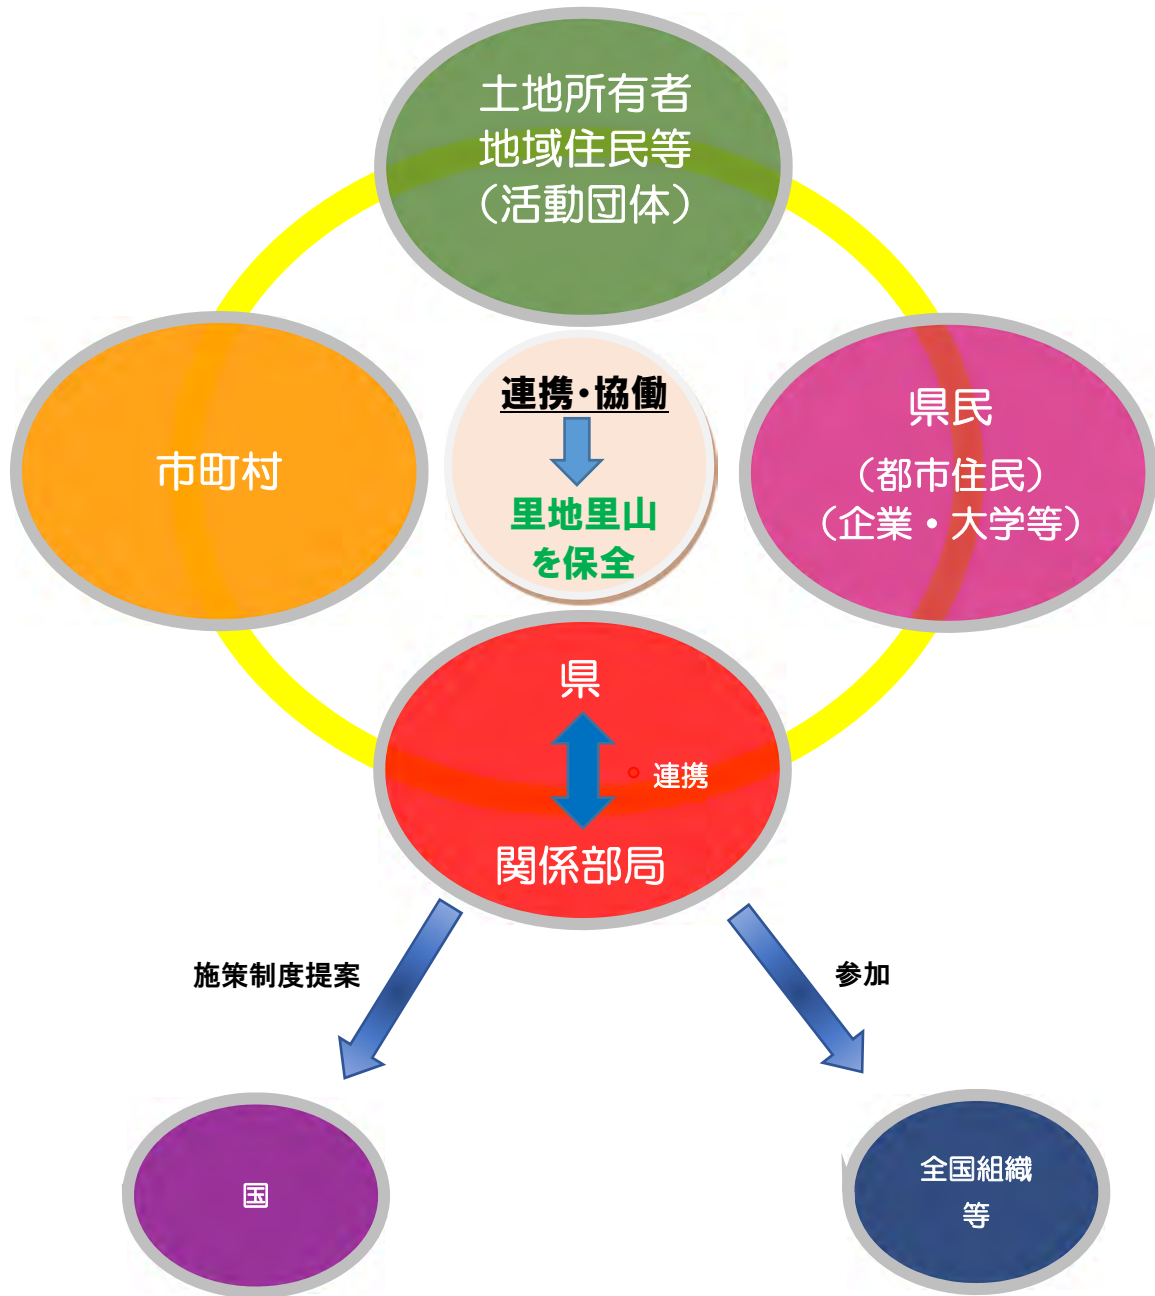 土地所有者
地域住民等
（活動団体）
市町村
連携・協働
里地里山
を保全
県民
（都市住民）
（企業・大学等）
県
連携
関係部局
施策制度提案
参加
国
全国組織
等